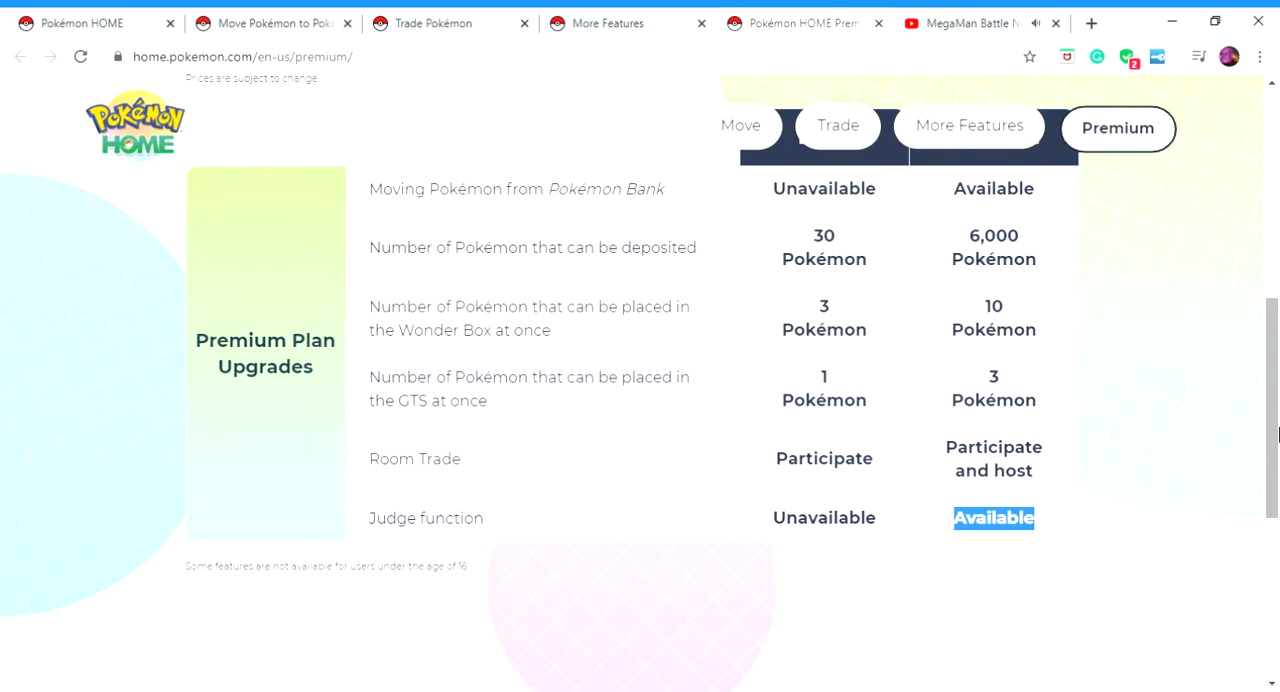 Pokémon HOME
Move Pokémon to Poké
Trade Pokémon
More Features
Pokémon HOME Prem
MegaMan Battle N
home.pokemon.com/en-us/premium/
2
Prices are subject to change.
POKÉMON
HOME
Move
Trade
More Features
Premium
Moving Pokémon from Pokémon Bank
Unavailable
Available
Number of Pokémon that can be deposited
30
Pokémon
6,000
Pokémon
Number of Pokémon that can be placed in
the Wonder Box at once
3
Pokémon
10
Pokémon
Premium Plan
Upgrades
Number of Pokémon that can be placed in
the GTS at once
1
Pokémon
3
Pokémon
Room Trade
Participate
Participate
and host
Judge function
Unavailable
Available
Some features are not available for users under the age of 16